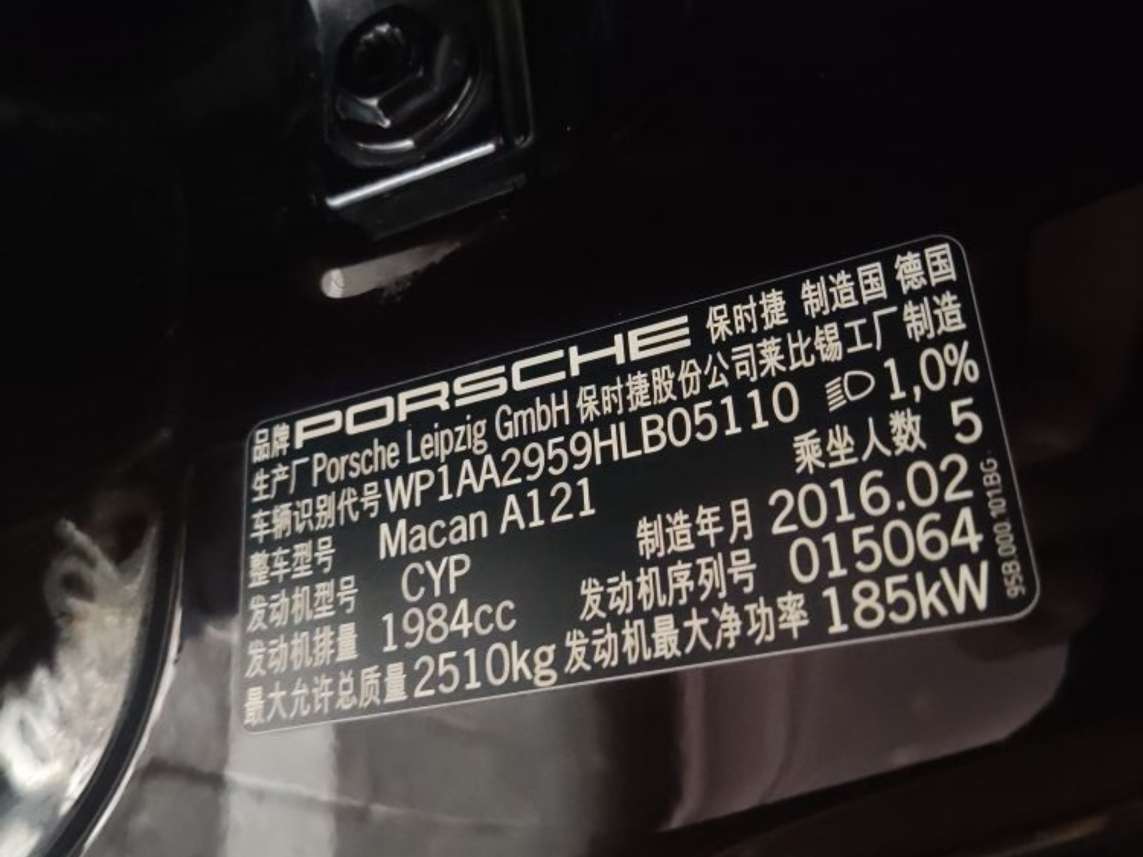 品牌 PORSCHE 保时捷 制造国 德国
生产厂 Porsche Leipzig GmbH 保时捷股份公司莱比锡工厂制造
车辆识别代号 WP1AA2959HLB05110 1,0%
整车型号 Macan A121 乘坐人数 5
发动机型号 CYP 制造年月 2016.02
发动机排量 1984cc 发动机序列号 015064
最大允许总质量 2510kg 发动机最大净功率 185kW
95B 000 101BG